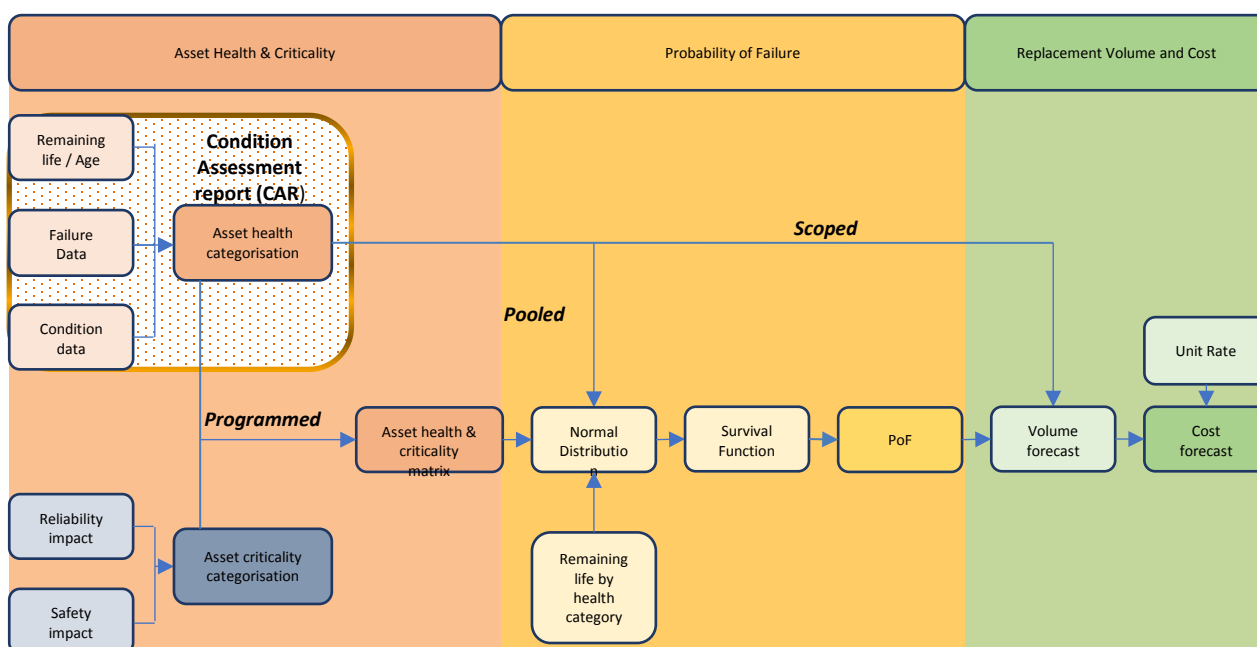 Asset Health & Criticality
Probability of Failure
Replacement Volume and Cost
Remaining
life / Age
Condition
Assessment
report (CAR)
Failure
Data
Asset health
categorisation
Scoped
Condition
data
Pooled
Unit Rate
Programmed
Asset health &
criticality
matrix
Normal
Distributio
n
Survival
Function
PoF
Volume
forecast
Cost
forecast
Reliability
impact
Asset criticality
categorisation
Remaining
life by
health
category
Safety
impact